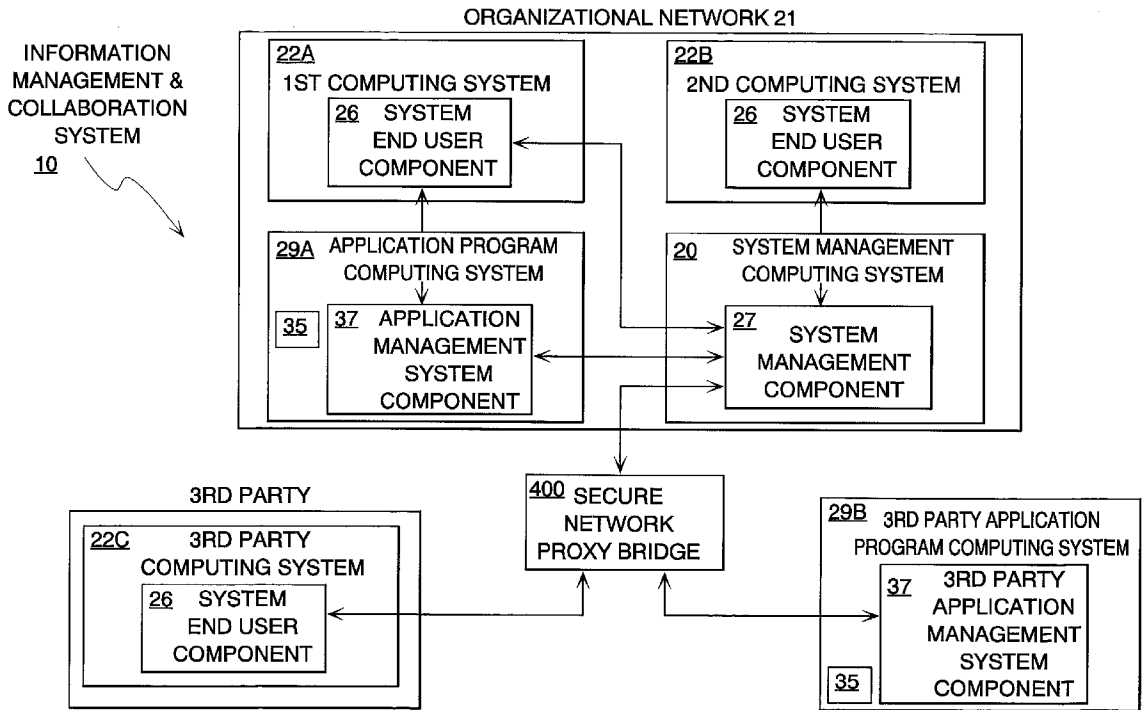 ORGANIZATIONAL NETWORK 21
INFORMATION
MANAGEMENT &
COLLABORATION
SYSTEM
10
22A
1ST COMPUTING SYSTEM
26 SYSTEM
END USER
COMPONENT
22B
2ND COMPUTING SYSTEM
26 SYSTEM
END USER
COMPONENT
29A APPLICATION PROGRAM
COMPUTING SYSTEM
35
37 APPLICATION
MANAGEMENT
SYSTEM
COMPONENT
20 SYSTEM MANAGEMENT
COMPUTING SYSTEM
27
SYSTEM
MANAGEMENT
COMPONENT
400 SECURE
NETWORK
PROXY BRIDGE
3RD PARTY
22C 3RD PARTY
COMPUTING SYSTEM
26 SYSTEM
END USER
COMPONENT
29B 3RD PARTY APPLICATION
PROGRAM COMPUTING SYSTEM
37 3RD PARTY
APPLICATION
MANAGEMENT
SYSTEM
COMPONENT
35